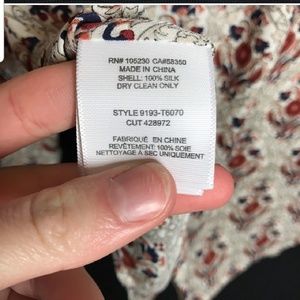 RN# 105230 CA#58350
MADE IN CHINA
SHELL: 100% SILK
DRY CLEAN ONLY
STYLE 9193-T6070
CUT 428972
FABRIQUÉ EN CHINE
REVÊTEMENT: 100% SOIE
NETTOYAGE A SEC UNIQUEMENT